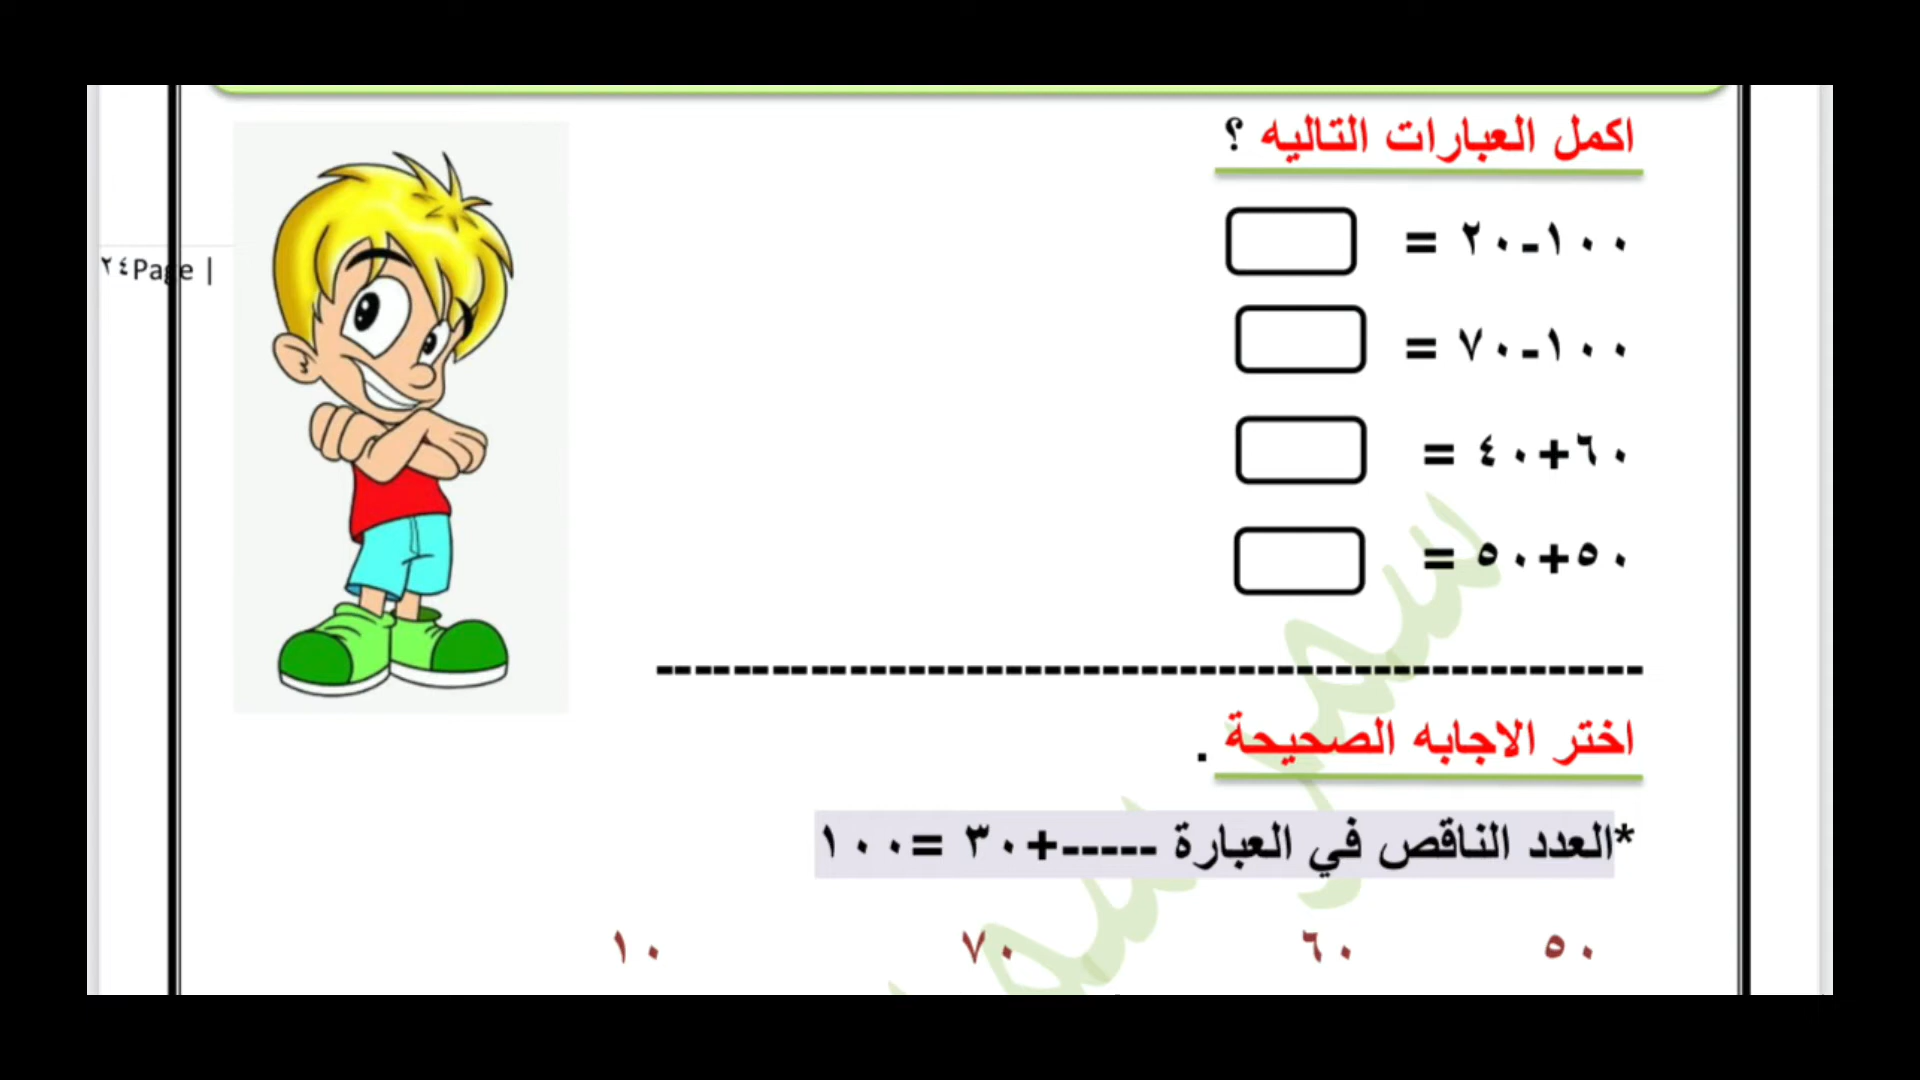 اكمل العبارات التاليه ؟
١٠٠-٢٠ =
٢٤Page |
١٠٠-٧٠ =
٦٠+٤٠ =
٥٠+٥٠ =
--------------------------------------------------
اختر الاجابه الصحيحة .
*العدد الناقص في العبارة -----+٣٠ =١٠٠
٥٠ ٦٠ ٧٠ ١٠